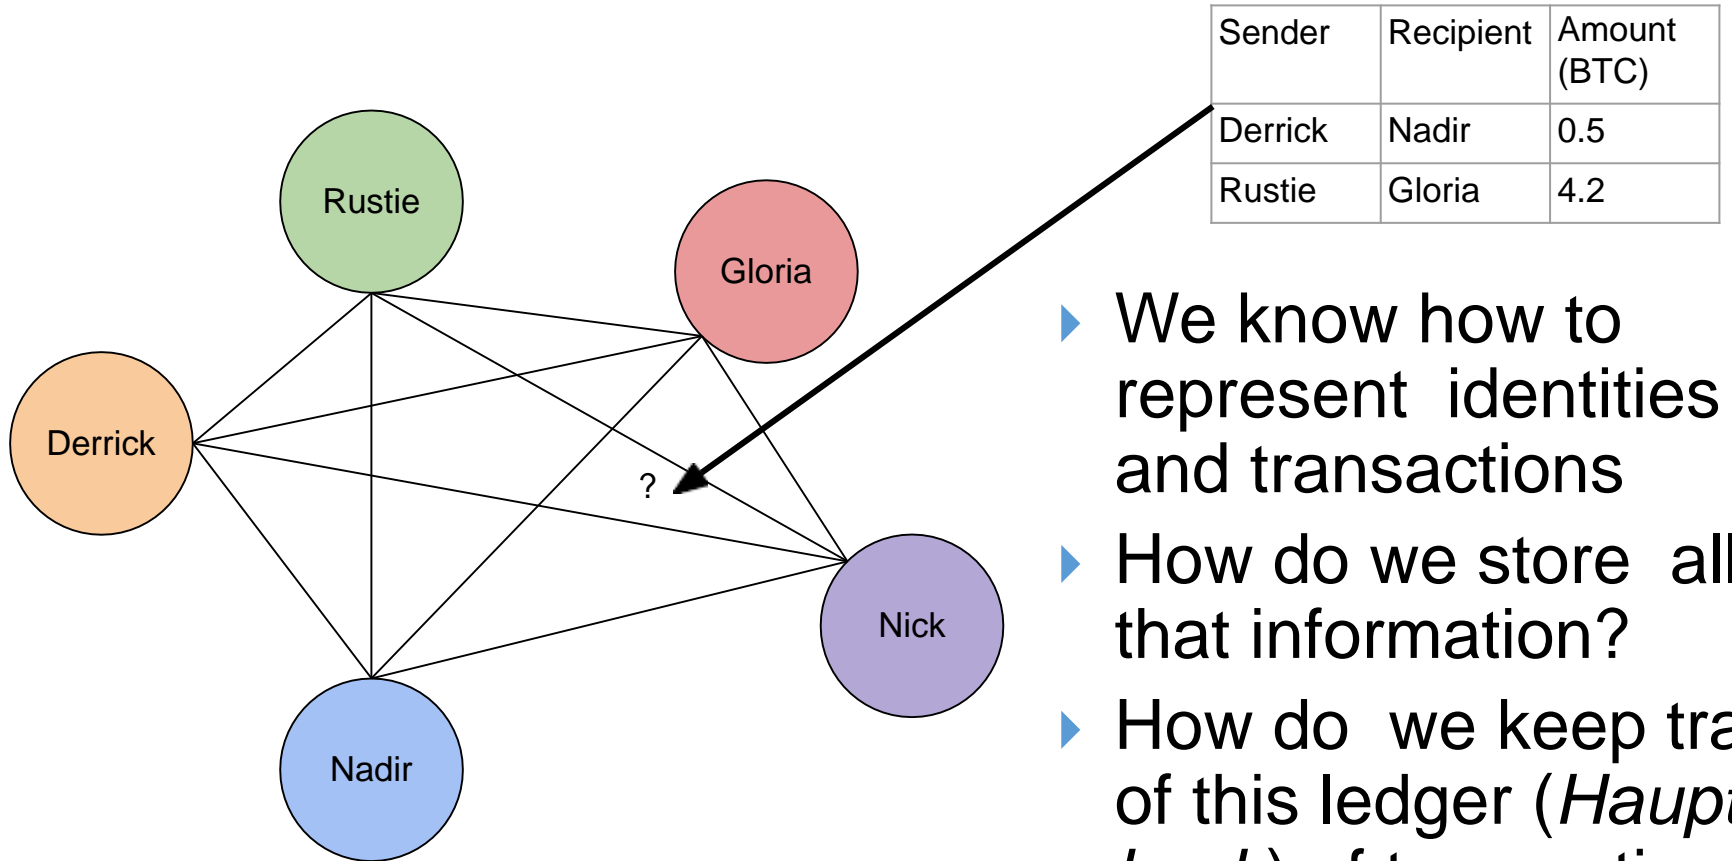 Sender Recipient Amount
(BTC)
Derrick Nadir 0.5
Rustie Gloria 4.2
Rustie
Gloria
Derrick
?
Nick
Nadir
We know how to
represent identities
and transactions
How do we store all
that information?
How do we keep
of this ledger